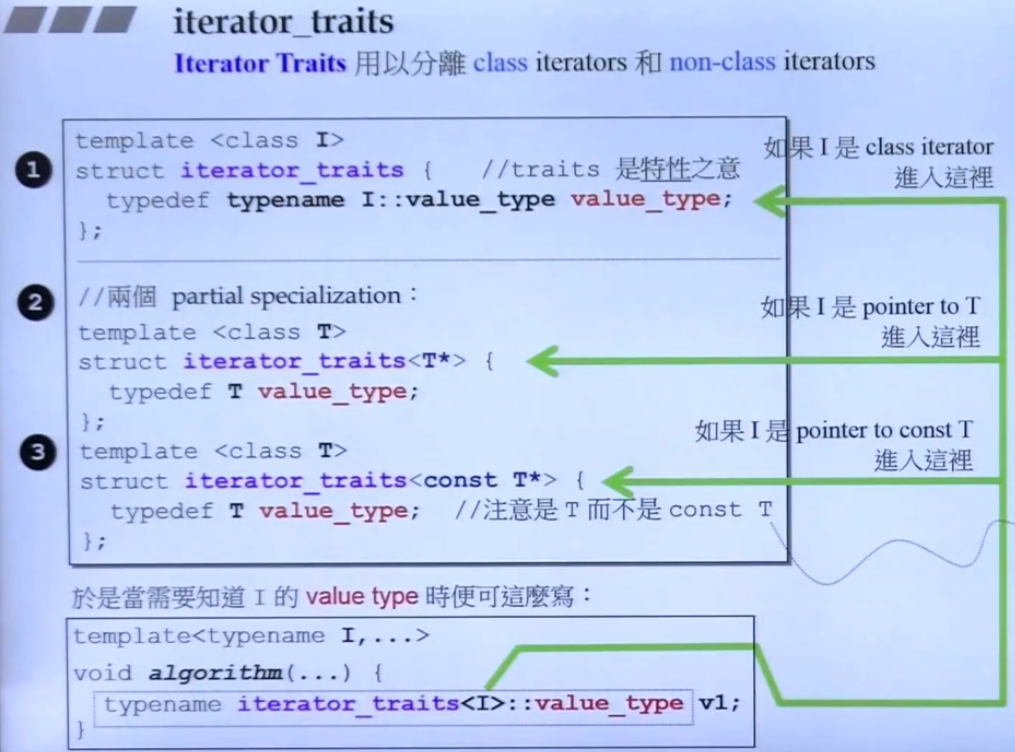 iterator_traits
Iterator Traits 用以分離 class iterators 和 non-class iterators
1
template <class I>
struct iterator_traits { //traits 是特性之意
typedef typename I::value_type value_type;
};
如果 I 是 class iterator
進入這裡
2
//兩個 partial specialization：
template <class T>
struct iterator_traits<T*> {
typedef T value_type;
};
如果 I 是 pointer to T
進入這裡
3
template <class T>
struct iterator_traits<const T*> {
typedef T value_type; //注意是 T 而不是 const T
};
如果 I 是 pointer to const T
進入這裡
於是當需要知道 I 的 value type 時便可這麼寫：
template<typename I,...>
void algorithm(...) {
typename iterator_traits<I>::value_type v1;
}